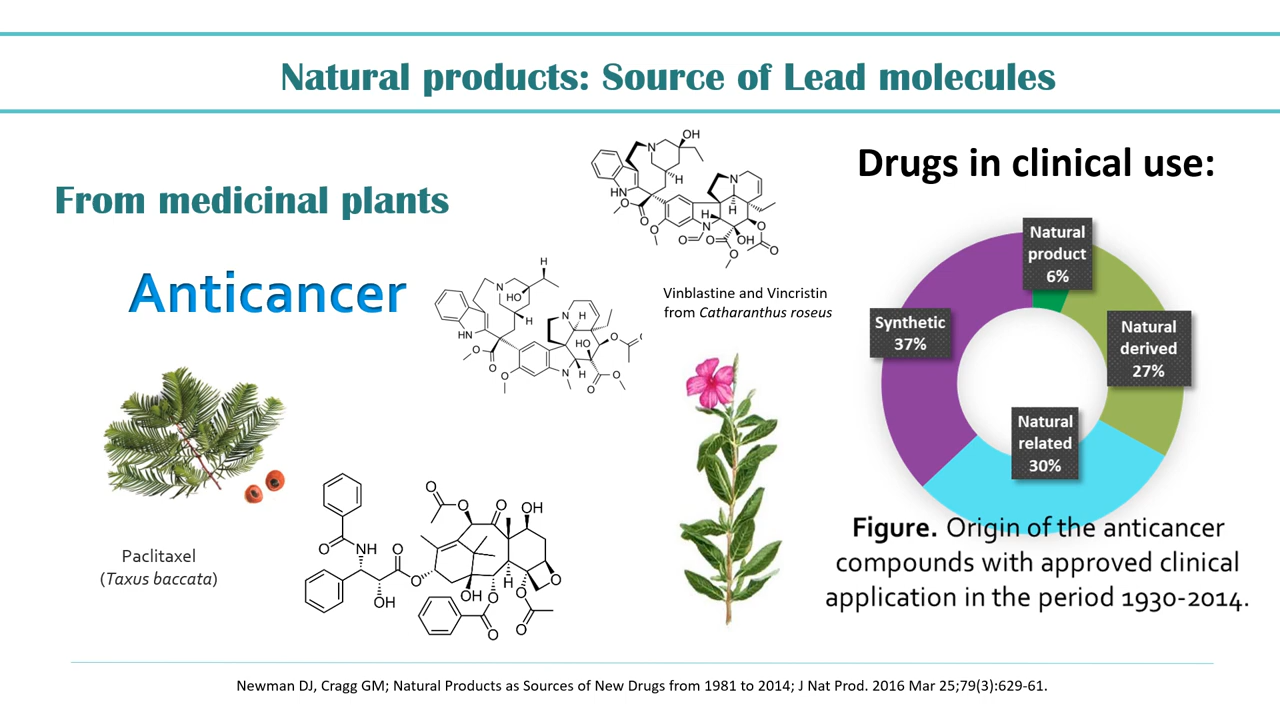 Natural products: Source of Lead molecules
From medicinal plants
Anticancer
Paclitaxel
(Taxus baccata)
Vinblastine and Vincristin
from Catharanthus roseus
Drugs in clinical use:
Natural
product
6%
Synthetic
37%
Natural
derived
27%
Natural
related
30%
Figure. Origin of the anticancer
compounds with approved clinical
application in the period 1930-2014.
Newman DJ, Cragg GM; Natural Products as Sources of New Drugs from 1981 to 2014; J Nat Prod. 2016 Mar 25;79(3):629-61.